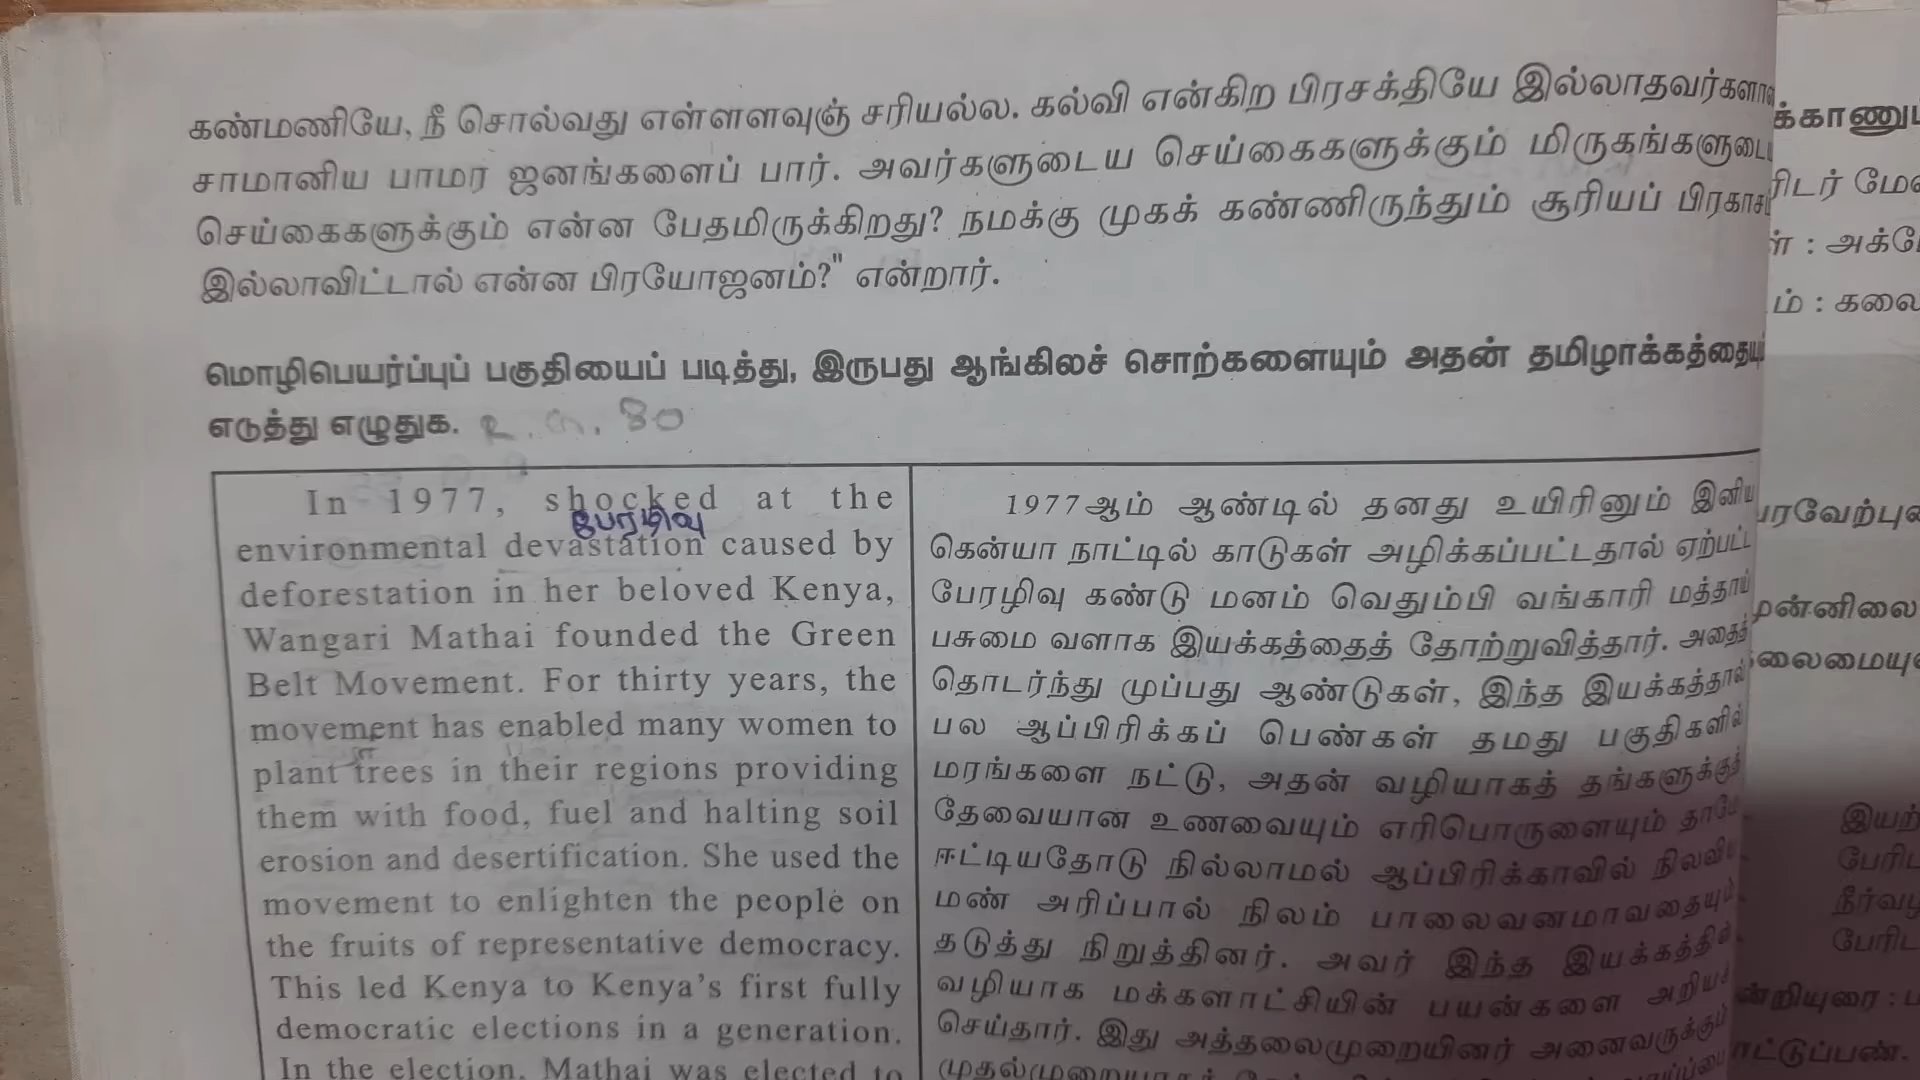 கண்மணியே, நீ சொல்வது எள்ளளவுஞ் சரியல்ல. கல்வி என்கிற பிரசக்தியே இல்லாதவர்களான
சாமானிய பாமர ஜனங்களைப் பார். அவர்களுடைய செய்கைகளுக்கும் மிருகங்களுடைய
செய்கைகளுக்கும் என்ன பேதமிருக்கிறது? நமக்கு முகக் கண்ணிருந்தும் சூரியப் பிரகாசம்
இல்லாவிட்டால் என்ன பிரயோஜனம்?" என்றார்.
மொழிபெயர்ப்புப் பகுதியைப் படித்து, இருபது ஆங்கிலச் சொற்களையும் அதன் தமிழாக்கத்தையும்
எடுத்து எழுதுக. 80
In 1977, shocked at the
பேரழிவு
environmental devastation caused by
deforestation in her beloved Kenya,
Wangari Mathai founded the Green
Belt Movement. For thirty years, the
movement has enabled many women to
plant trees in their regions providing
them with food, fuel and halting soil
erosion and desertification. She used the
movement to enlighten the people on
the fruits of representative democracy.
This led Kenya to Kenya's first fully
democratic elections in a generation.
In the election, Mathai was elected to
1977ஆம் ஆண்டில் தனது உயிரினும் இனிய
கென்யா நாட்டில் காடுகள் அழிக்கப்பட்டதால் ஏற்பட்ட
பேரழிவு கண்டு மனம் வெதும்பி வங்காரி மத்தாய்
பசுமை வளாக இயக்கத்தைத் தோற்றுவித்தார். அதைத்
தொடர்ந்து முப்பது ஆண்டுகள், இந்த இயக்கத்தால்
பல ஆப்பிரிக்கப் பெண்கள் தமது பகுதிகளில்
மரங்களை நட்டு, அதன் வழியாகத் தங்களுக்குத்
தேவையான உணவையும் எரிபொருளையும் தாமே
ஈட்டியதோடு நில்லாமல் ஆப்பிரிக்காவில் நிலவிய
மண் அரிப்பால் நிலம் பாலைவனமாவதையும்
தடுத்து நிறுத்தினர். அவர் இந்த இயக்கத்தின்
வழியாக மக்களாட்சியின் பயன்களை அறியச்
செய்தார். இது அத்தலைமுறையினர் அனைவருக்கும்
க்காணும்
ரிடர் மே
ள் : அக்டோ
ம் : கலை
ரவேற்பு
முன்னிலை
லைமையு
இயற்
பேரிட
நீர்வழ
பேரிட
ன்றியுரை :
ாட்டுப்பண்.